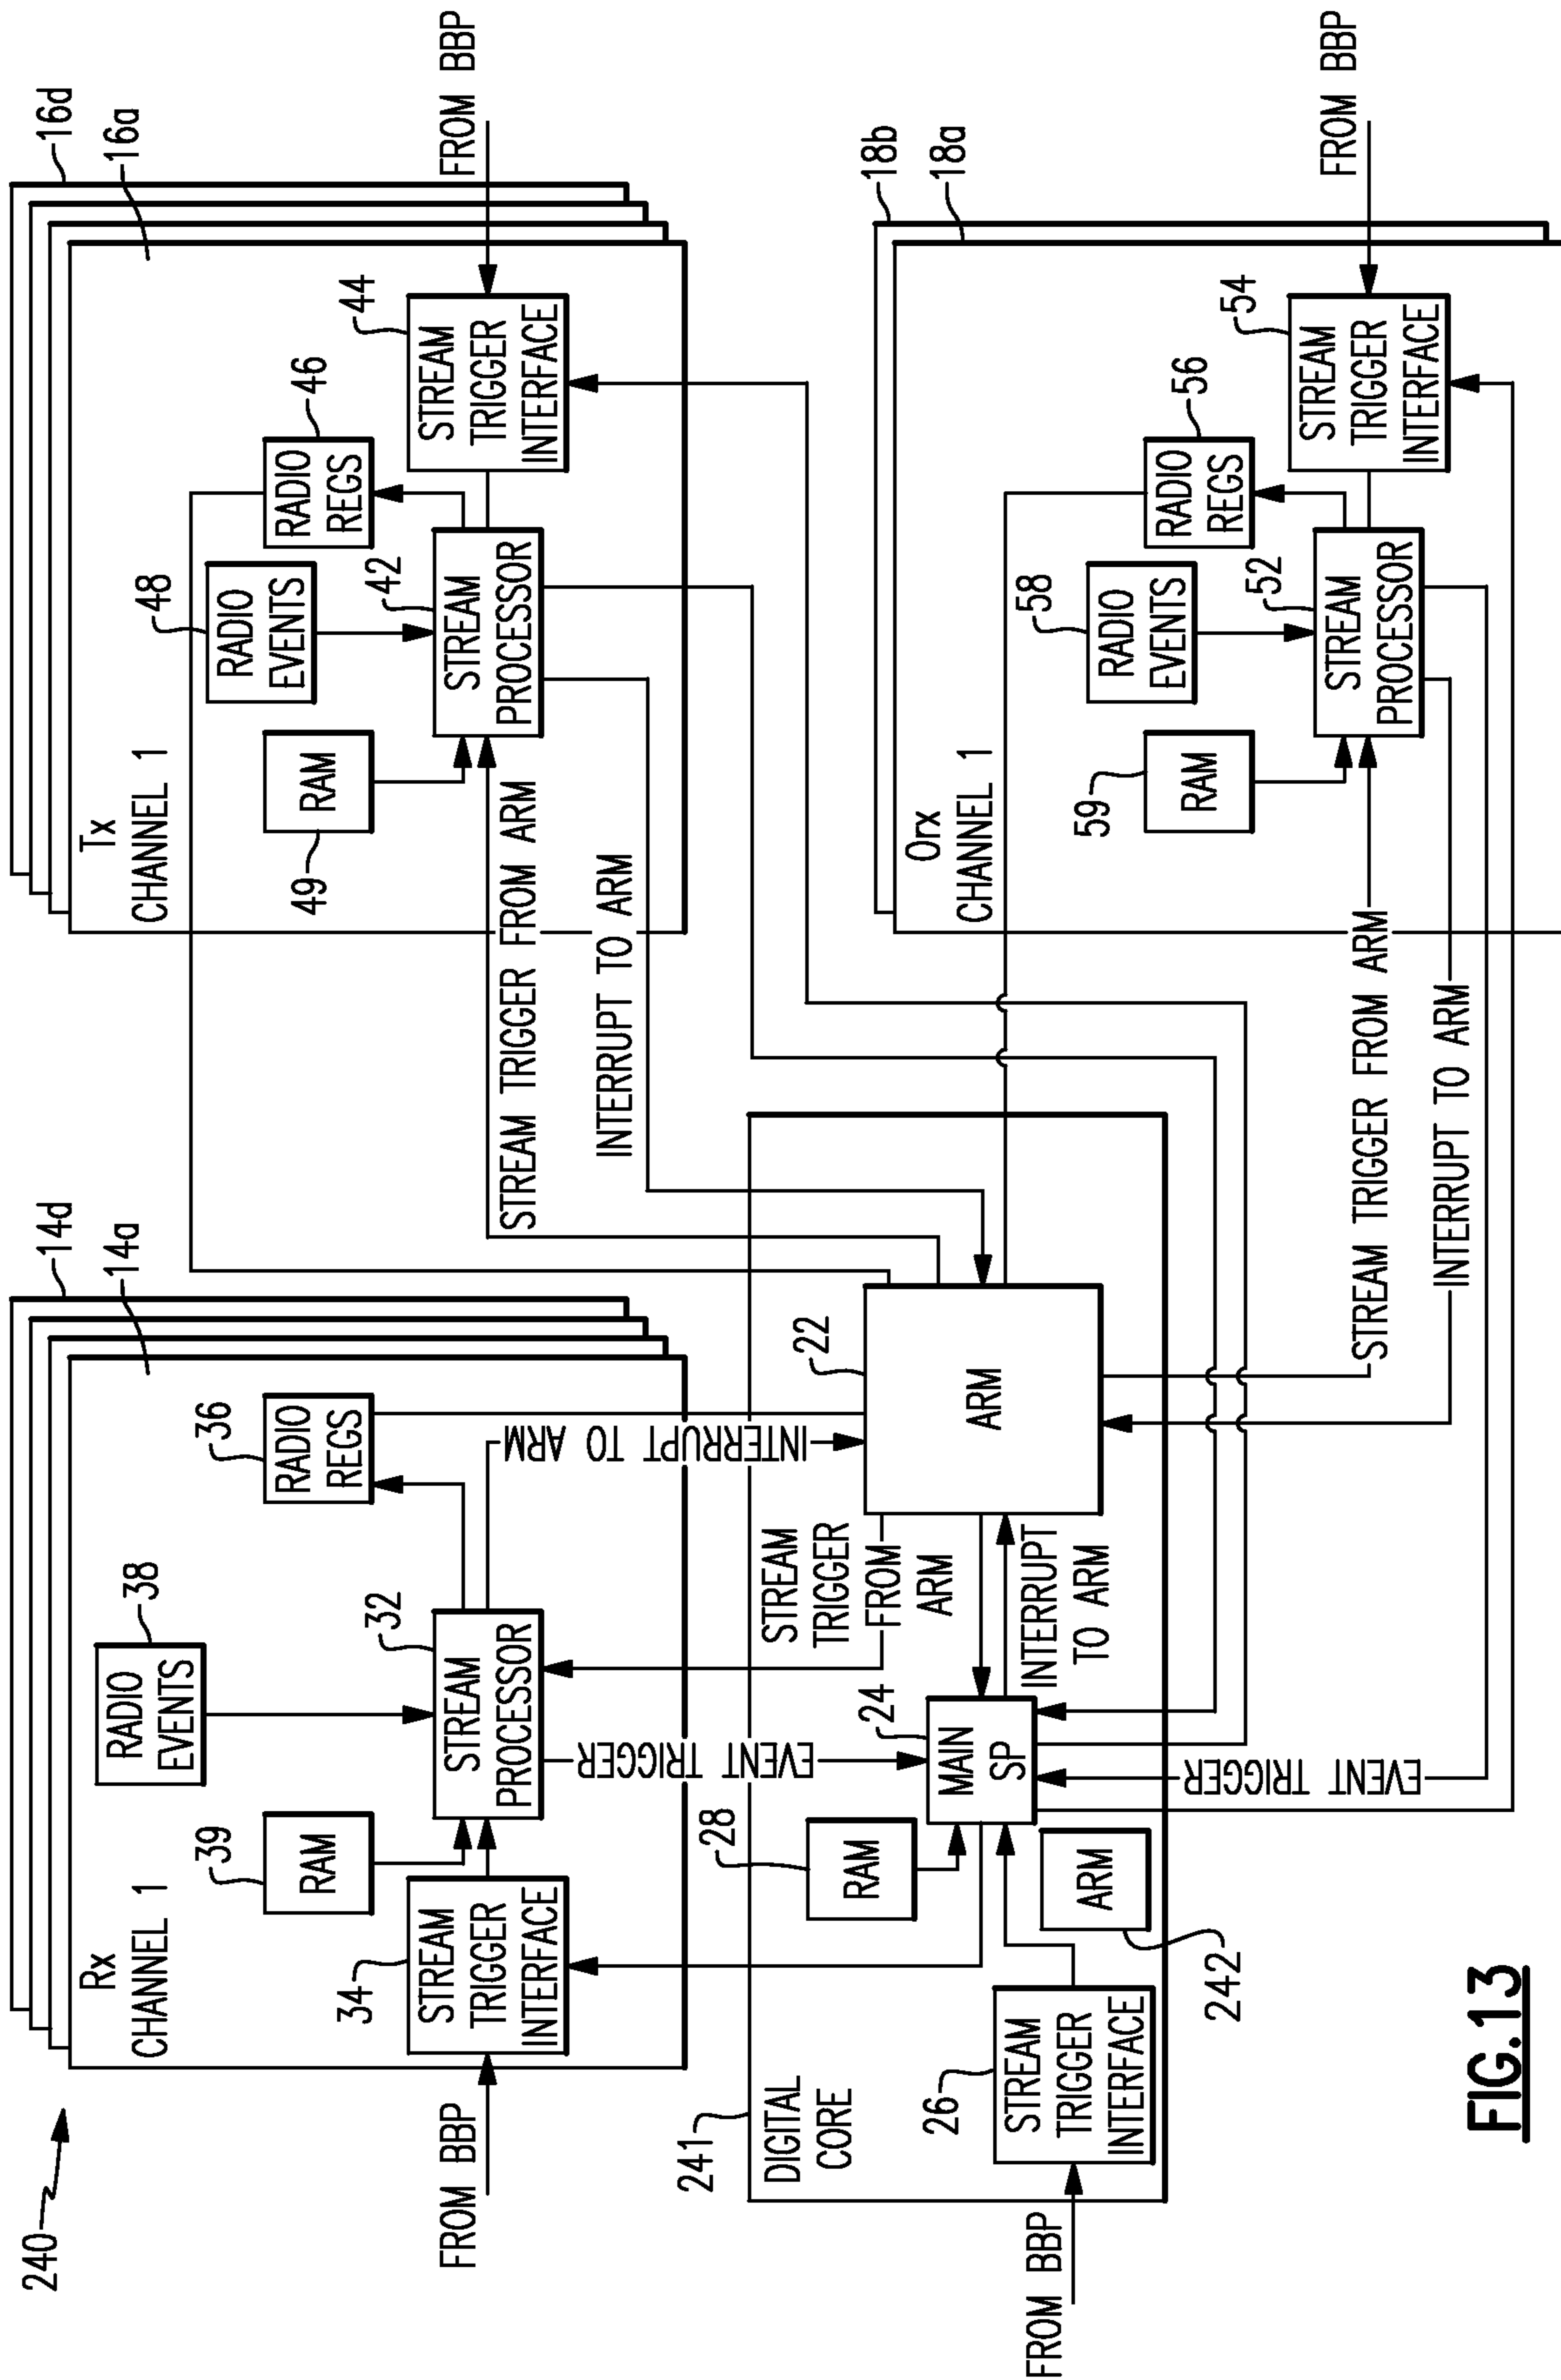 240
Rx
CHANNEL 1
14d
14a
39
RAM
38
RADIO
EVENTS
36
RADIO
REGS
34
STREAM
TRIGGER
INTERFACE
32
STREAM
PROCESSOR
FROM BBP
INTERRUPT TO ARM
EVENT TRIGGER
Tx
CHANNEL 1
16d
16a
49
RAM
48
RADIO
EVENTS
46
RADIO
REGS
42
STREAM
PROCESSOR
44
STREAM
TRIGGER
INTERFACE
FROM BBP
STREAM TRIGGER FROM ARM
INTERRUPT TO ARM
241
DIGITAL
CORE
28
RAM
24
MAIN
SP
STREAM
TRIGGER
FROM
ARM
22
ARM
INTERRUPT
TO ARM
26
STREAM
TRIGGER
INTERFACE
FROM BBP
ARM
242
EVENT TRIGGER
Orx
CHANNEL 1
18b
18a
59
RAM
58
RADIO
EVENTS
56
RADIO
REGS
52
STREAM
PROCESSOR
54
STREAM
TRIGGER
INTERFACE
FROM BBP
STREAM TRIGGER FROM ARM
INTERRUPT TO ARM
FIG.13